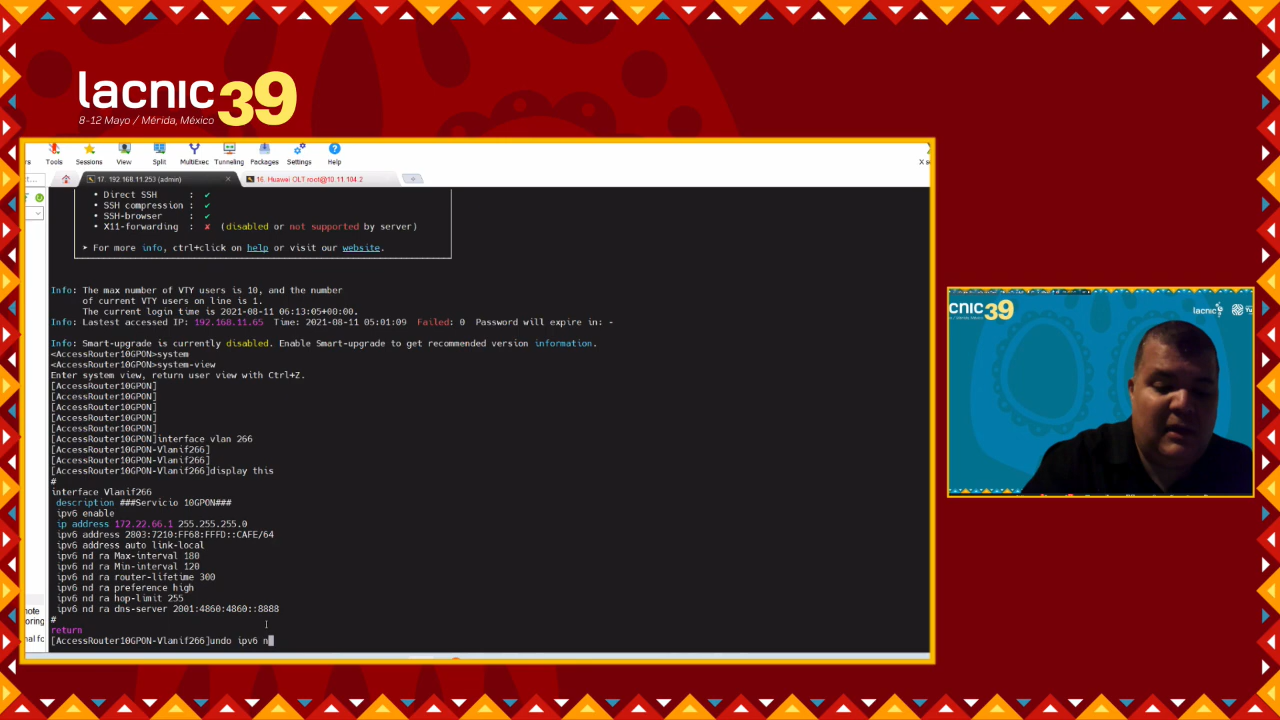 lacnic 39
8-12 Mayo / Mérida, México
Tools Sessions View Split MultiExec Tunneling Packages Settings Help
17. 192.168.11.253 (admin)
16. Huawei OLT root@10.11.104.2
• Direct SSH : ✔
• SSH compression : ✔
• SSH-browser : ✔
• X11-forwarding : ✘ (disabled or not supported by server)
➤ For more info, ctrl+click on help or visit our website.
Info: The max number of VTY users is 10, and the number
of current VTY users on line is 1.
The current login time is 2021-08-11 06:13:05+00:00.
Info: Lastest accessed IP: 192.168.11.65 Time: 2021-08-11 05:01:09 Failed: 0 Password will expire in: -
Info: Smart-upgrade is currently disabled. Enable Smart-upgrade to get recommended version information.
<AccessRouter10GPON>system
<AccessRouter10GPON>system-view
Enter system view, return user view with Ctrl+Z.
[AccessRouter10GPON]
[AccessRouter10GPON]
[AccessRouter10GPON]
[AccessRouter10GPON]
[AccessRouter10GPON]
[AccessRouter10GPON]interface vlan 266
[AccessRouter10GPON-Vlanif266]
[AccessRouter10GPON-Vlanif266]
[AccessRouter10GPON-Vlanif266]display this
#
interface Vlanif266
description ###Servicio 10GPON###
ipv6 enable
ip address 172.22.66.1 255.255.255.0
ipv6 address 2803:7210:FF68:FFFD::CAFE/64
ipv6 address auto link-local
ipv6 nd ra Max-interval 180
ipv6 nd ra Min-interval 120
ipv6 nd ra router-lifetime 300
ipv6 nd ra preference high
ipv6 nd ra hop-limit 255
ipv6 nd ra dns-server 2001:4860:4860::8888
#
return
[AccessRouter10GPON-Vlanif266]undo ipv6 n
cnic 39
lacnic